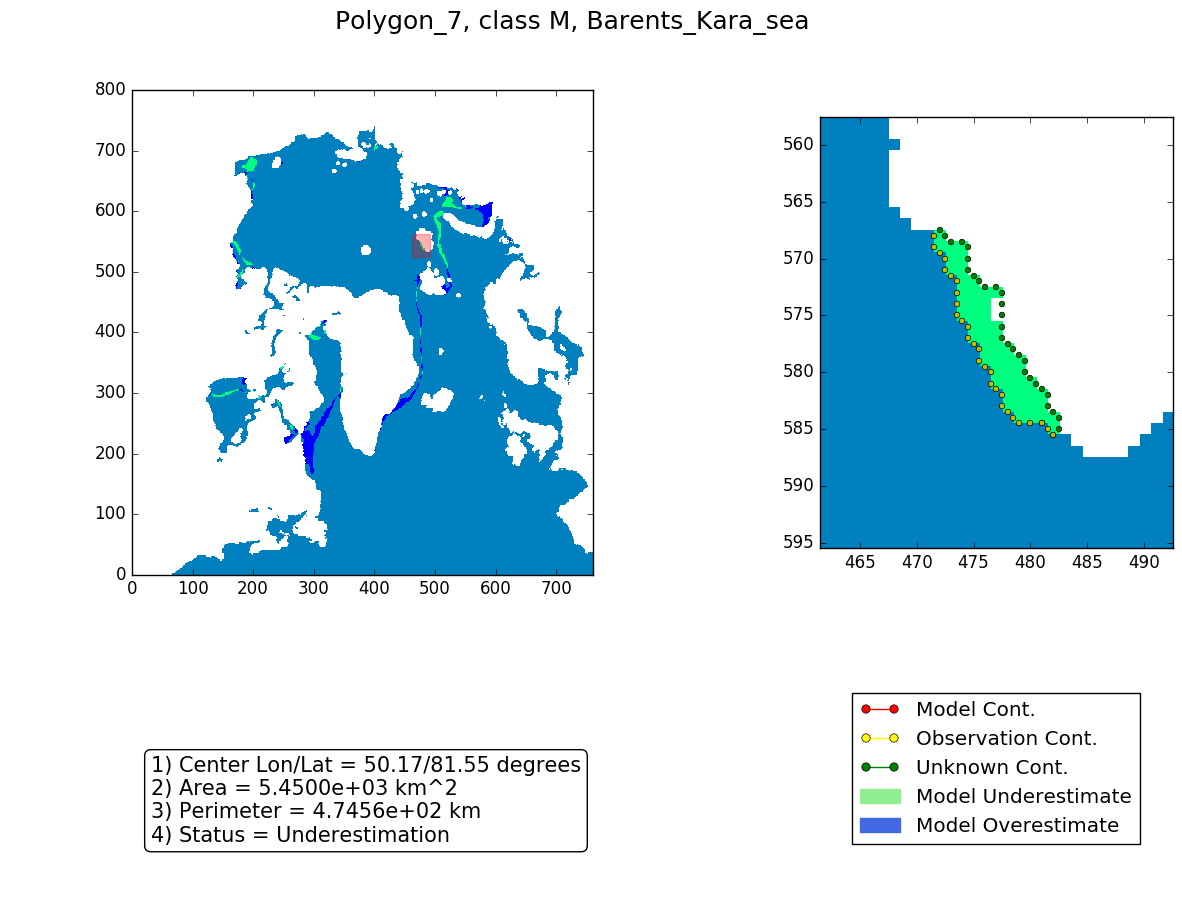 Polygon_7, class M, Barents_Kara_sea
800
700
600
500
400
300
200
100
0
0 100 200 300 400 500 600 700
560
565
570
575
580
585
590
595
465 470 475 480 485 490
1) Center Lon/Lat = 50.17/81.55 degrees
2) Area = 5.4500e+03 km^2
3) Perimeter = 4.7456e+02 km
4) Status = Underestimation
Model Cont.
Observation Cont.
Unknown Cont.
Model Underestimate
Model Overestimate